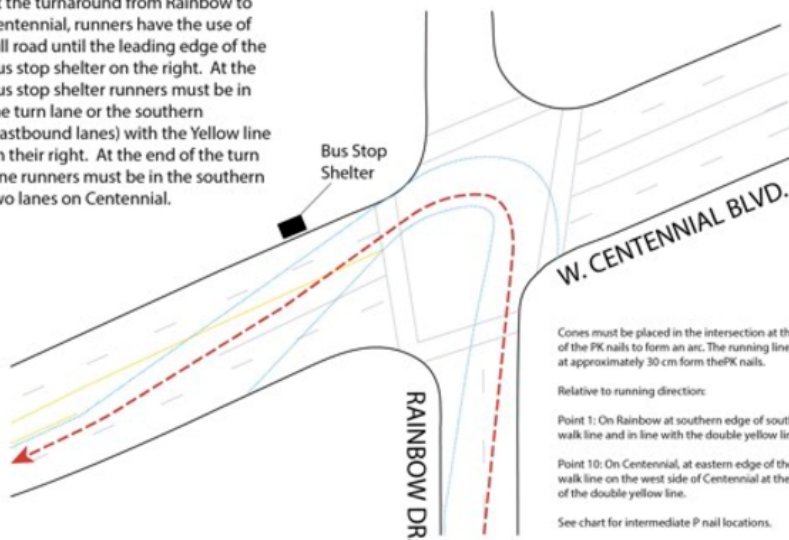 the turnaround from Rainbow to
entennial, runners have the use of
ll road until the leading edge of the
us stop shelter on the right. At the
us stop shelter runners must be in
e turn lane or the southern
astbound lanes) with the Yellow line
n their right. At the end of the turn
ne runners must be in the southern
wo lanes on Centennial.
Bus Stop
Shelter
W. CENTENNIAL BLVD.
RAINBOW DR
Cones must be placed in the intersection at th
of the PK nails to form an arc. The running line
at approximately 30 cm form thePK nails.
Relative to running direction:
Point 1: On Rainbow at southern edge of sout
walk line and in line with the double yellow lin
Point 10: On Centennial, at eastern edge of the
walk line on the west side of Centennial at the
of the double yellow line.
See chart for intermediate P nail locations.